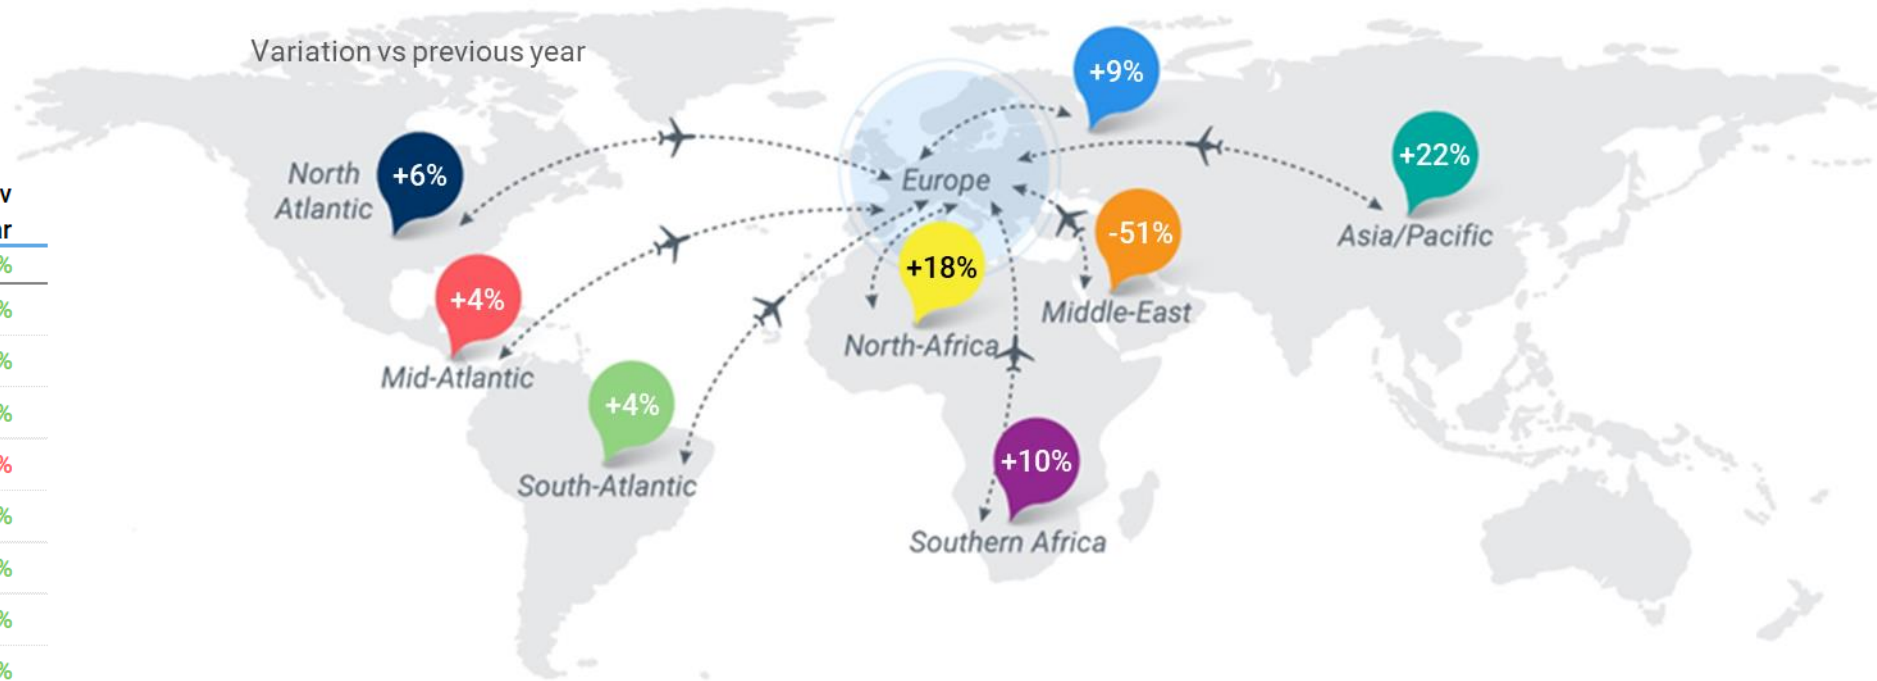 Variation vs previous year
+9%
+22%
Asia/Pacific
North
Atlantic
+6%
Europe
-51%
Middle-East
+18%
North-Africa
+4%
Mid-Atlantic
+4%
South-Atlantic
+10%
Southern Africa
%
%
%
%
%
%
%
%
%